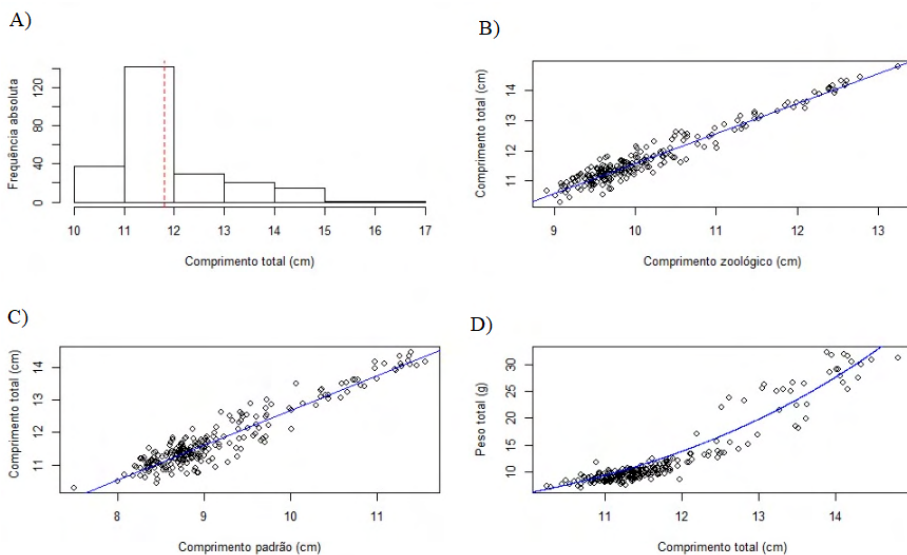 A)
Frequência absoluta
0 40 80 120
10 11 12 13 14 15 16 17
Comprimento total (cm)
B)
Comprimento total (cm)
11 12 13 14
9 10 11 12 13
Comprimento zoológico (cm)
C)
Comprimento total (cm)
11 12 13 14
8 9 10 11
Comprimento padrão (cm)
D)
Peso total (g)
10 15 20 25 30
11 12 13 14
Comprimento total (cm)